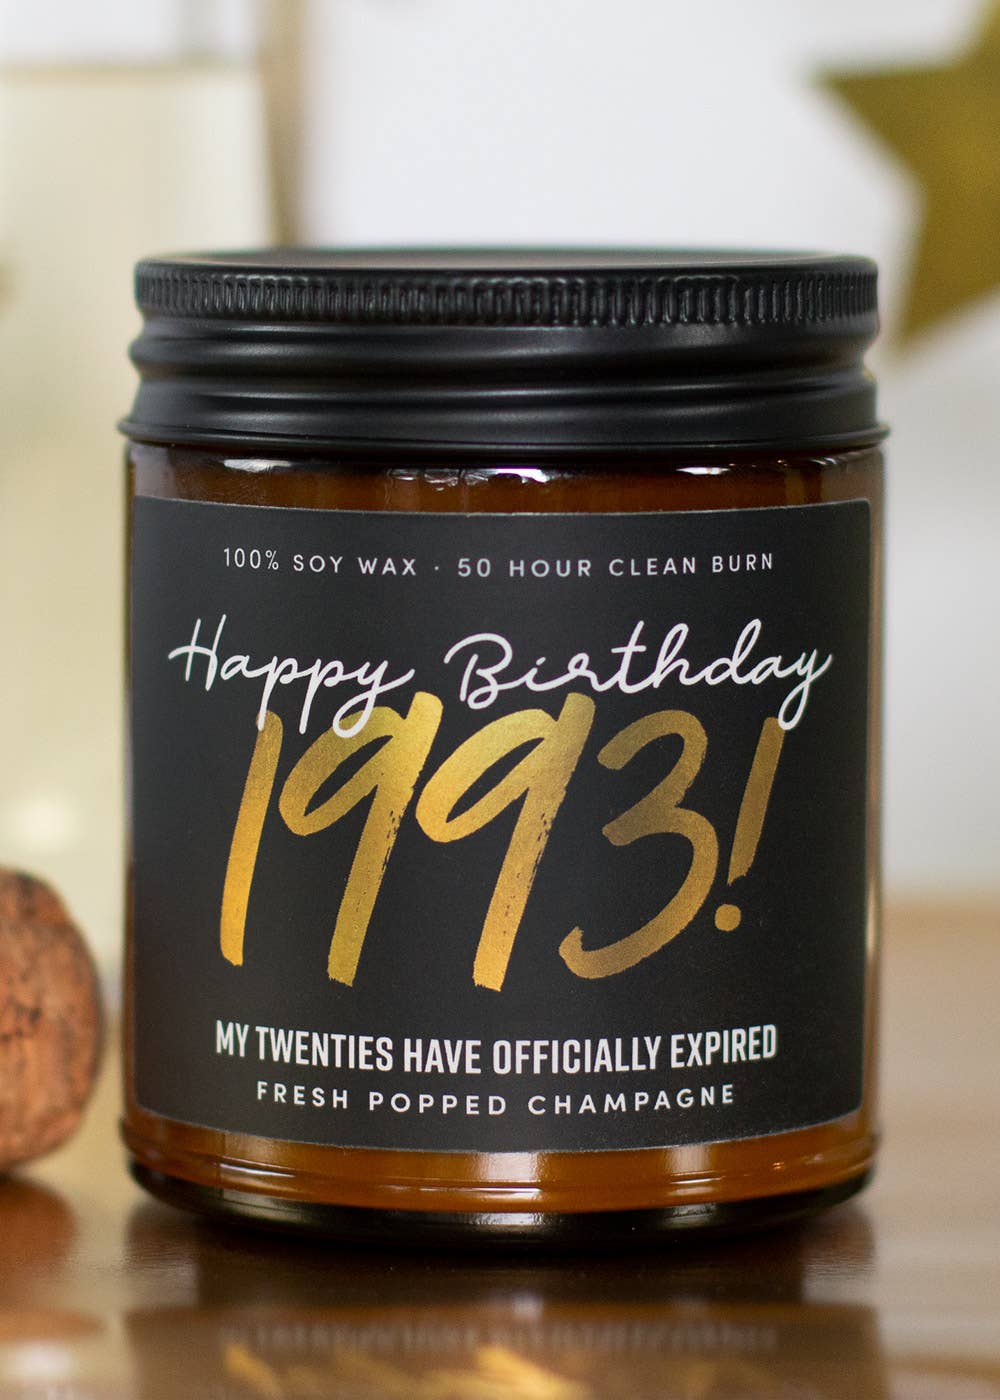 100% SOY WAX · 50 HOUR CLEAN BURN
Happy Birthday
1993!
MY TWENTIES HAVE OFFICIALLY EXPIRED
FRESH POPPED CHAMPAGNE